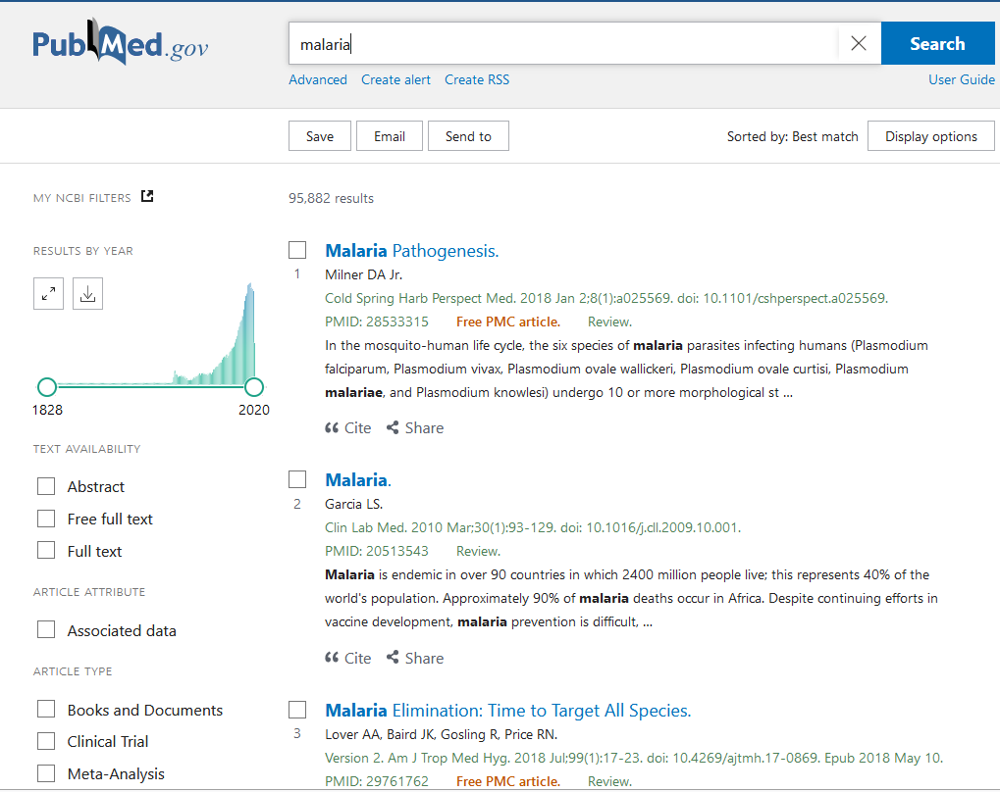 PubMed.gov
malaria
Search
Advanced Create alert Create RSS
User Guide
Save Email Send to
Sorted by: Best match Display options
MY NCBI FILTERS
RESULTS BY YEAR
1828 2020
TEXT AVAILABILITY
Abstract
Free full text
Full text
ARTICLE ATTRIBUTE
Associated data
ARTICLE TYPE
Books and Documents
Clinical Trial
Meta-Analysis
95,882 results
Malaria Pathogenesis.
1 Milner DA Jr.
Cold Spring Harb Perspect Med. 2018 Jan 2;8(1):a025569. doi: 10.1101/cshperspect.a025569.
PMID: 28533315 Free PMC article. Review.
In the mosquito-human life cycle, the six species of malaria parasites infecting humans (Plasmodium
falciparum, Plasmodium vivax, Plasmodium ovale wallickeri, Plasmodium ovale curtisi, Plasmodium
malariae, and Plasmodium knowlesi) undergo 10 or more morphological st ...
Cite Share
Malaria.
2 Garcia LS.
Clin Lab Med. 2010 Mar;30(1):93-129. doi: 10.1016/j.cll.2009.10.001.
PMID: 20513543 Review.
Malaria is endemic in over 90 countries in which 2400 million people live; this represents 40% of the
world's population. Approximately 90% of malaria deaths occur in Africa. Despite continuing efforts in
vaccine development, malaria prevention is difficult, ...
Cite Share
Malaria Elimination: Time to Target All Species.
3 Lover AA, Baird JK, Gosling R, Price RN.
Version 2. Am J Trop Med Hyg. 2018 Jul;99(1):17-23. doi: 10.4269/ajtmh.17-0869. Epub 2018 May 10.
PMID: 29761762 Free PMC article. Review.